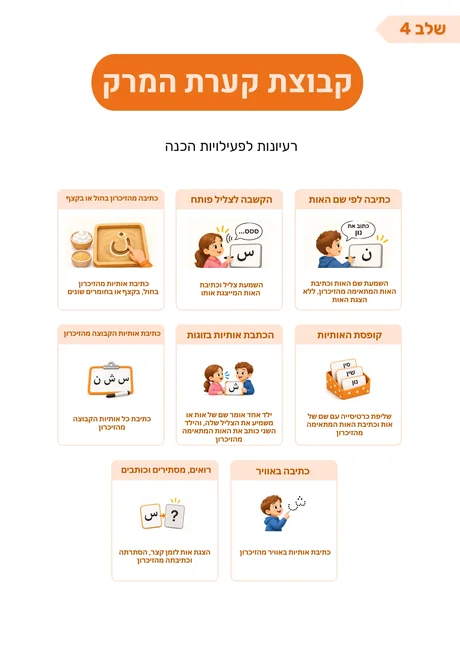 שלב 4
קבוצת קערת המרק
רעיונות לפעילויות הכנה
כתיבה לפי שם האות
כתוב את
נון
ن
השמעת שם האות וכתיבת
האות המתאימה מהזיכרון, ללא
הצגת האות
הקשבה לצליל פותח
ססס...
س
השמעת צליל וכתיבת
האות המייצגת אותו
כתיבה מהזיכרון בחול או בקצף
ن
כתיבת אותיות מהזיכרון
בחול, בקצף או בחומרים שונים
קופסת האותיות
סין
שין
נון
שליפת כרטיסייה עם שם של
אות וכתיבת האות המתאימה
מהזיכרון
הכתבת אותיות בזוגות
ش
ילד אחד אומר שם של אות או
משמיע את הצליל שלה, והילד
השני כותב את האות המתאימה
מהזיכרון
כתיבת אותיות הקבוצה מהזיכרון
س ش ن
כתיבת כל אותיות הקבוצה
מהזיכרון
כתיבה באוויר
ش
כתיבת אותיות באוויר מהזיכרון
רואים, מסתירים וכותבים
س
?
הצגת אות לזמן קצר, הסתרתה
וכתיבתה מהזיכרון